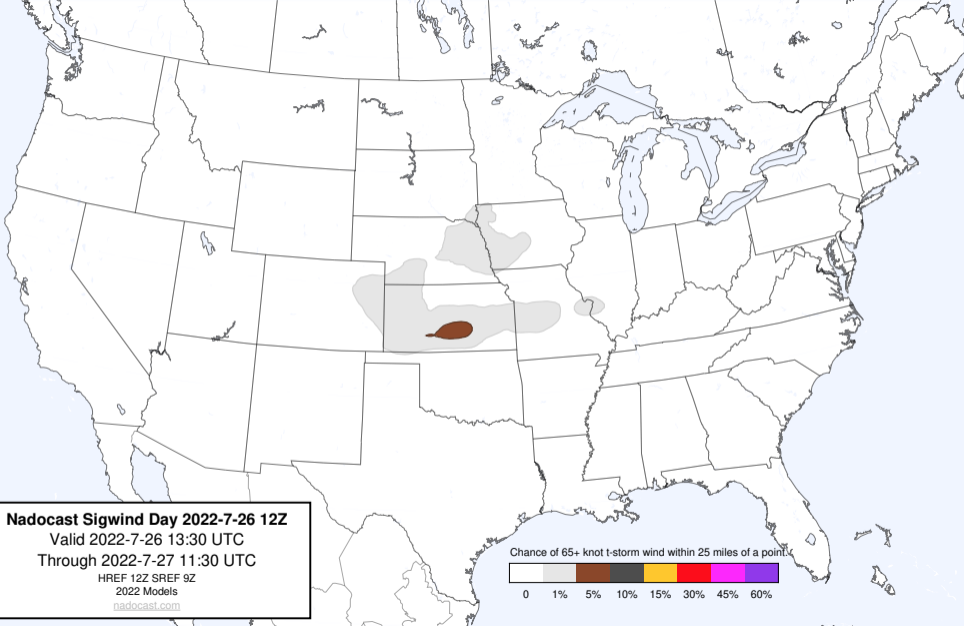 Nadocast Sigwind Day 2022-7-26 12Z
Valid 2022-7-26 13:30 UTC
Through 2022-7-27 11:30 UTC
HREF 12Z SREF 9Z
2022 Models
nadocast.com
Chance of 65+ knot t-storm wind within 25 miles of a point.
0 1% 5% 10% 15% 30% 45% 60%